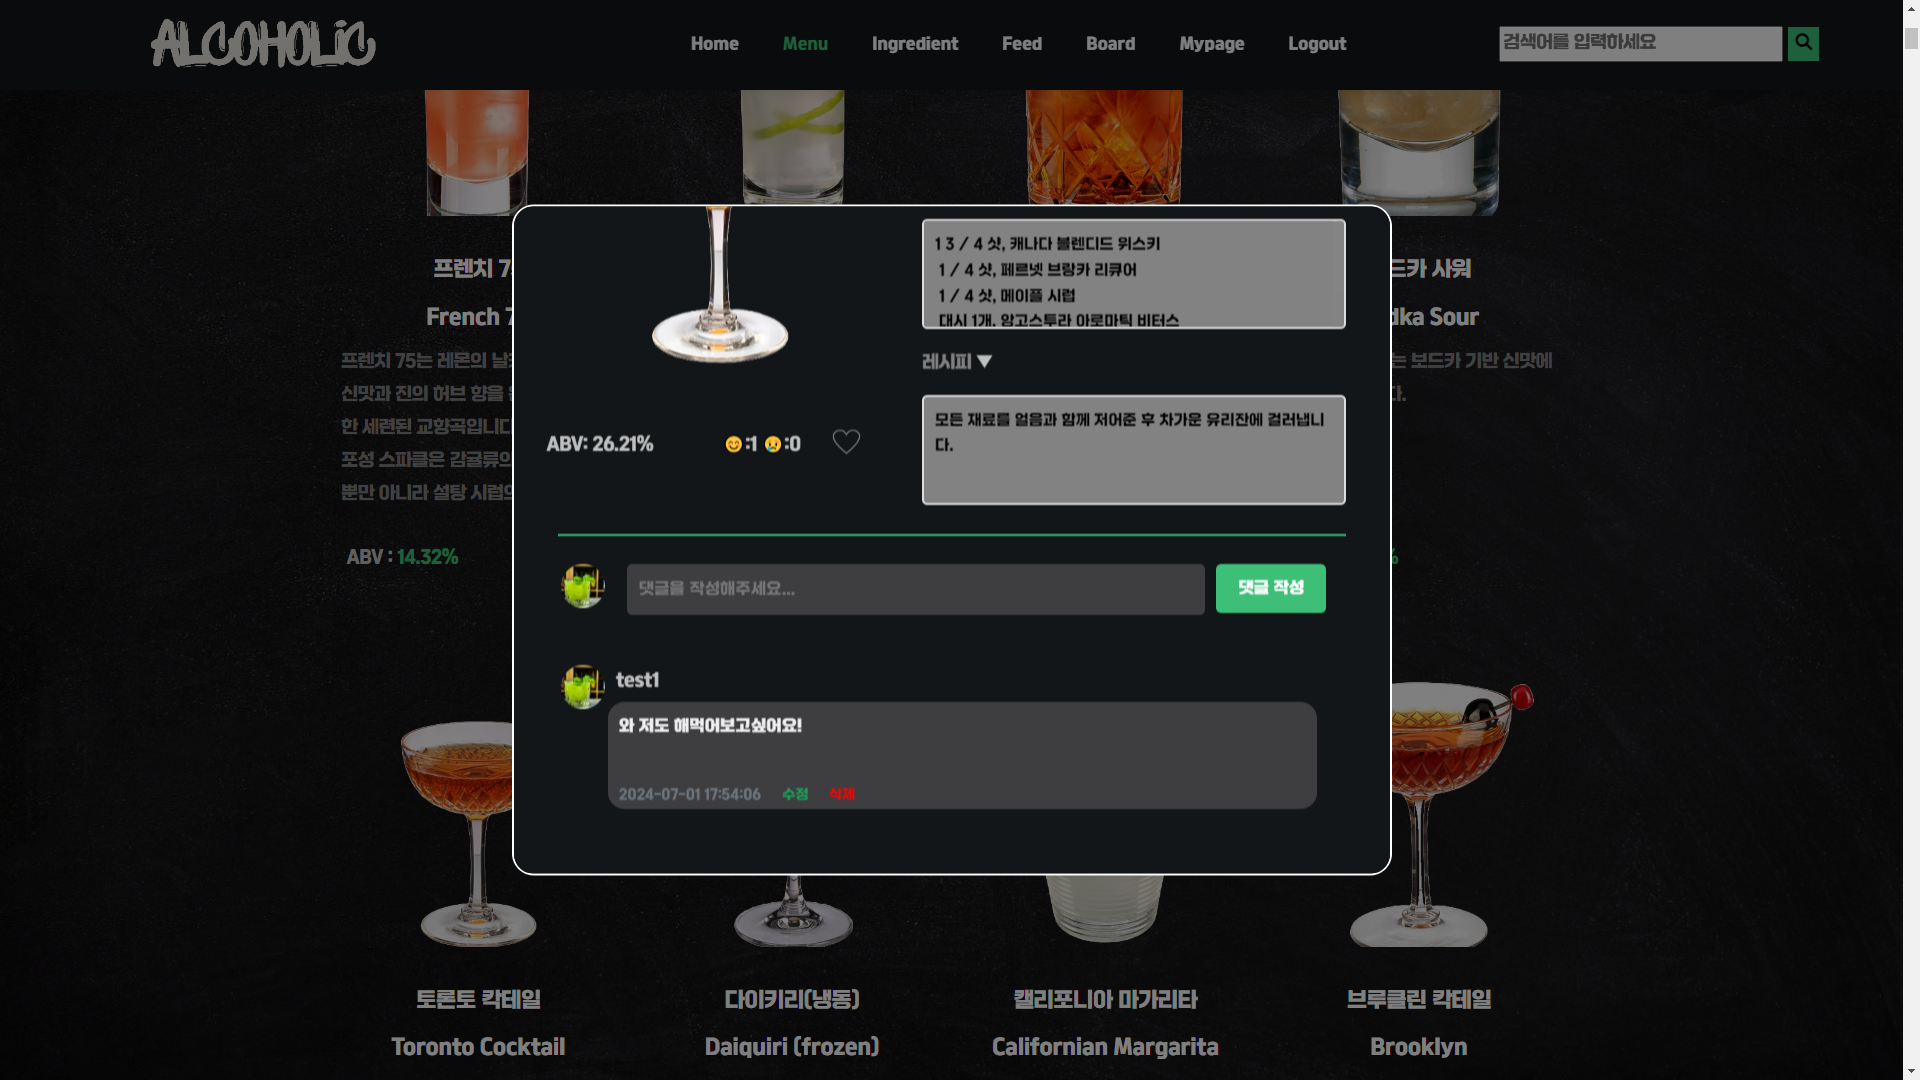 ALCOHOLIC
Home
Menu
Ingredient
Feed
Board
Mypage
Logout
검색어를 입력하세요
프렌치 7
French 7
프렌치 75는 레몬의 날
신맛과 진의 허브 향을
한 세련된 교향곡입니
포성 스파클은 감귤류
뿐만 아니라 설탕 시럽
ABV : 14.32%
드카 사워
dka Sour
는 보드카 기반 신맛에
다.
%
1 3 / 4 샷, 캐나다 블렌디드 위스키
1 / 4 샷, 페르넷 브랑카 리큐어
1 / 4 샷, 메이플 시럽
대시 1개, 앙고스투라 아로마틱 비터스
레시피 ▼
모든 재료를 얼음과 함께 저어준 후 차가운 유리잔에 걸러냅니
다.
ABV: 26.21%
😊:1 😢:0
댓글을 작성해주세요...
댓글 작성
test1
와 저도 해먹어보고싶어요!
2024-07-01 17:54:06
수정
삭제
토론토 칵테일
Toronto Cocktail
다이키리(냉동)
Daiquiri (frozen)
캘리포니아 마가리타
Californian Margarita
브루클린 칵테일
Brooklyn